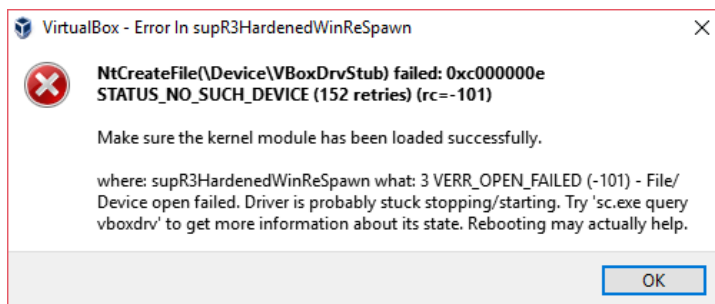 VirtualBox - Error In supR3HardenedWinReSpawn
NtCreateFile(\Device\VBoxDrvStub) failed: 0xc000000e
STATUS_NO_SUCH_DEVICE (152 retries) (rc=-101)
Make sure the kernel module has been loaded successfully.
where: supR3HardenedWinReSpawn what: 3 VERR_OPEN_FAILED (-101) - File/
Device open failed. Driver is probably stuck stopping/starting. Try 'sc.exe query
vboxdrv' to get more information about its state. Rebooting may actually help.
OK